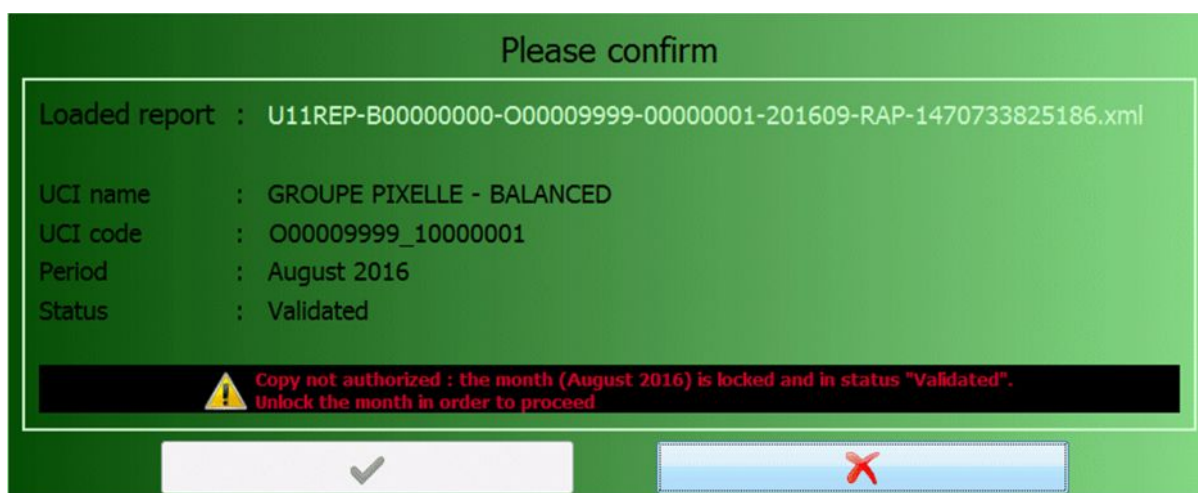 Please confirm
Loaded report : U11REP-B00000000-O00009999-00000001-201609-RAP-1470733825186.xml
UCI name : GROUPE PIXELLE - BALANCED
UCI code : O00009999_10000001
Period : August 2016
Status : Validated
Copy not authorized : the month (August 2016) is locked and in status "Validated".
Unlock the month in order to proceed